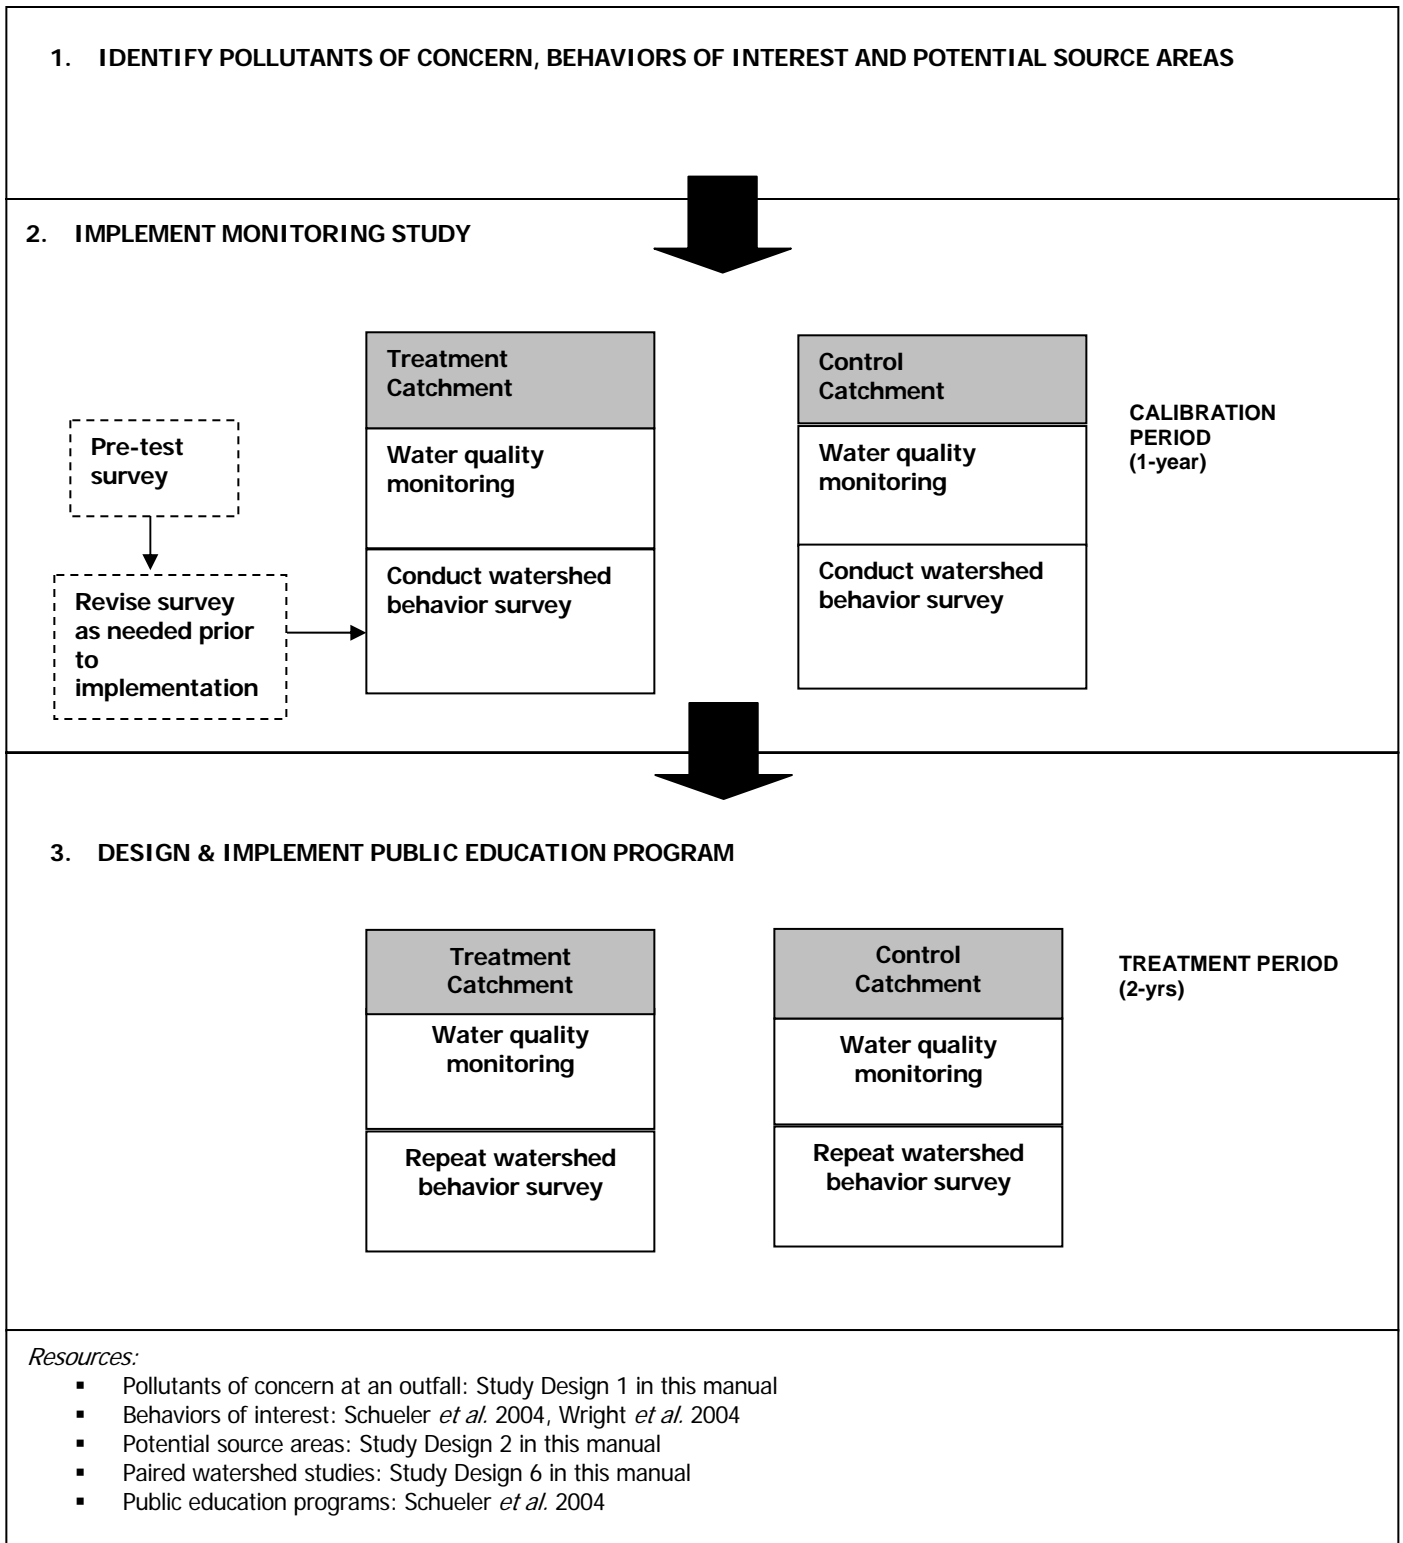 1. IDENTIFY POLLUTANTS OF CONCERN, BEHAVIORS OF INTEREST AND POTENTIAL SOURCE AREAS
2. IMPLEMENT MONITORING STUDY
Pre-test
survey
Revise survey
as needed prior
to
implementation
Treatment
Catchment
Water quality
monitoring
Conduct watershed
behavior survey
Control
Catchment
Water quality
monitoring
Conduct watershed
behavior survey
CALIBRATION
PERIOD
(1-year)
3. DESIGN & IMPLEMENT PUBLIC EDUCATION PROGRAM
Treatment
Catchment
Water quality
monitoring
Repeat watershed
behavior survey
Control
Catchment
Water quality
monitoring
Repeat watershed
behavior survey
TREATMENT PERIOD
(2-yrs)
Resources:
▪ Pollutants of concern at an outfall: Study Design 1 in this manual
▪ Behaviors of interest: Schueler et al. 2004, Wright et al. 2004
▪ Potential source areas: Study Design 2 in this manual
▪ Paired watershed studies: Study Design 6 in this manual
▪ Public education programs: Schueler et al. 2004